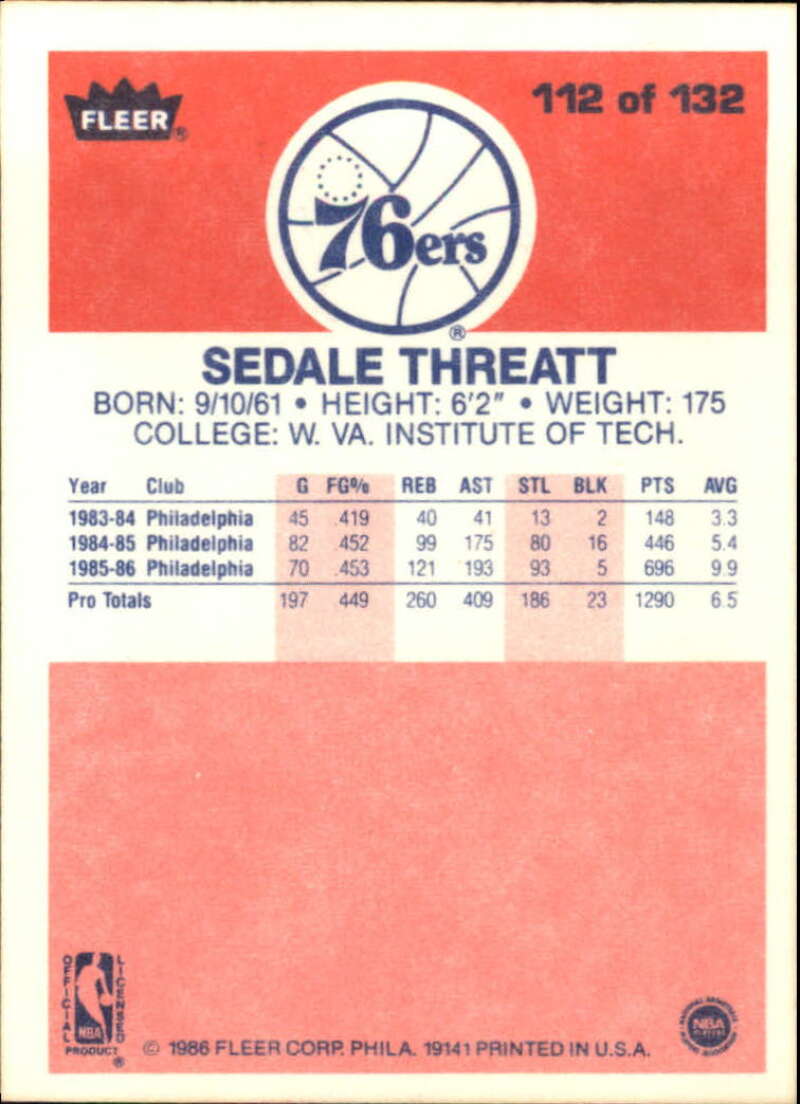 FLEER®
112 of 132
76ers
®
SEDALE THREATT
BORN: 9/10/61 • HEIGHT: 6'2" • WEIGHT: 175
COLLEGE: W. VA. INSTITUTE OF TECH.
Year Club G FG% REB AST STL BLK PTS AVG
1983-84 Philadelphia 45 .419 40 41 13 2 148 3.3
1984-85 Philadelphia 82 .452 99 175 80 16 446 5.4
1985-86 Philadelphia 70 .453 121 193 93 5 696 9.9
Pro Totals 197 .449 260 409 186 23 1290 6.5
OFFICIAL
LICENSED
NBA
PRODUCT
®
© 1986 FLEER CORP. PHILA. 19141 PRINTED IN U.S.A.
NBA